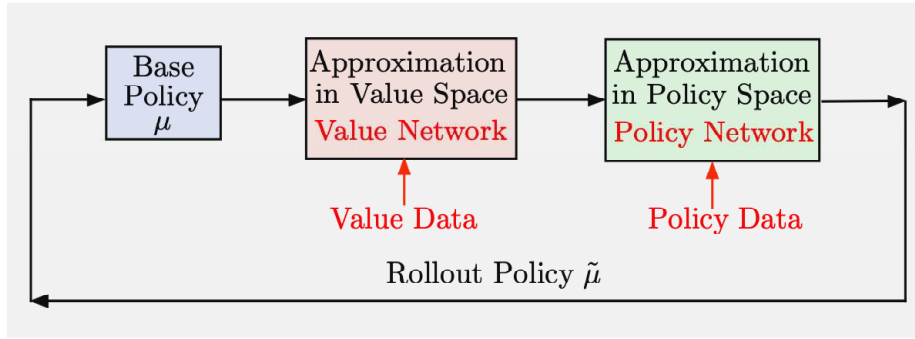 Base
Policy
μ
Approximation
in Value Space
Value Network
Approximation
in Policy Space
Policy Network
Value Data
Policy Data
Rollout Policy μ̃